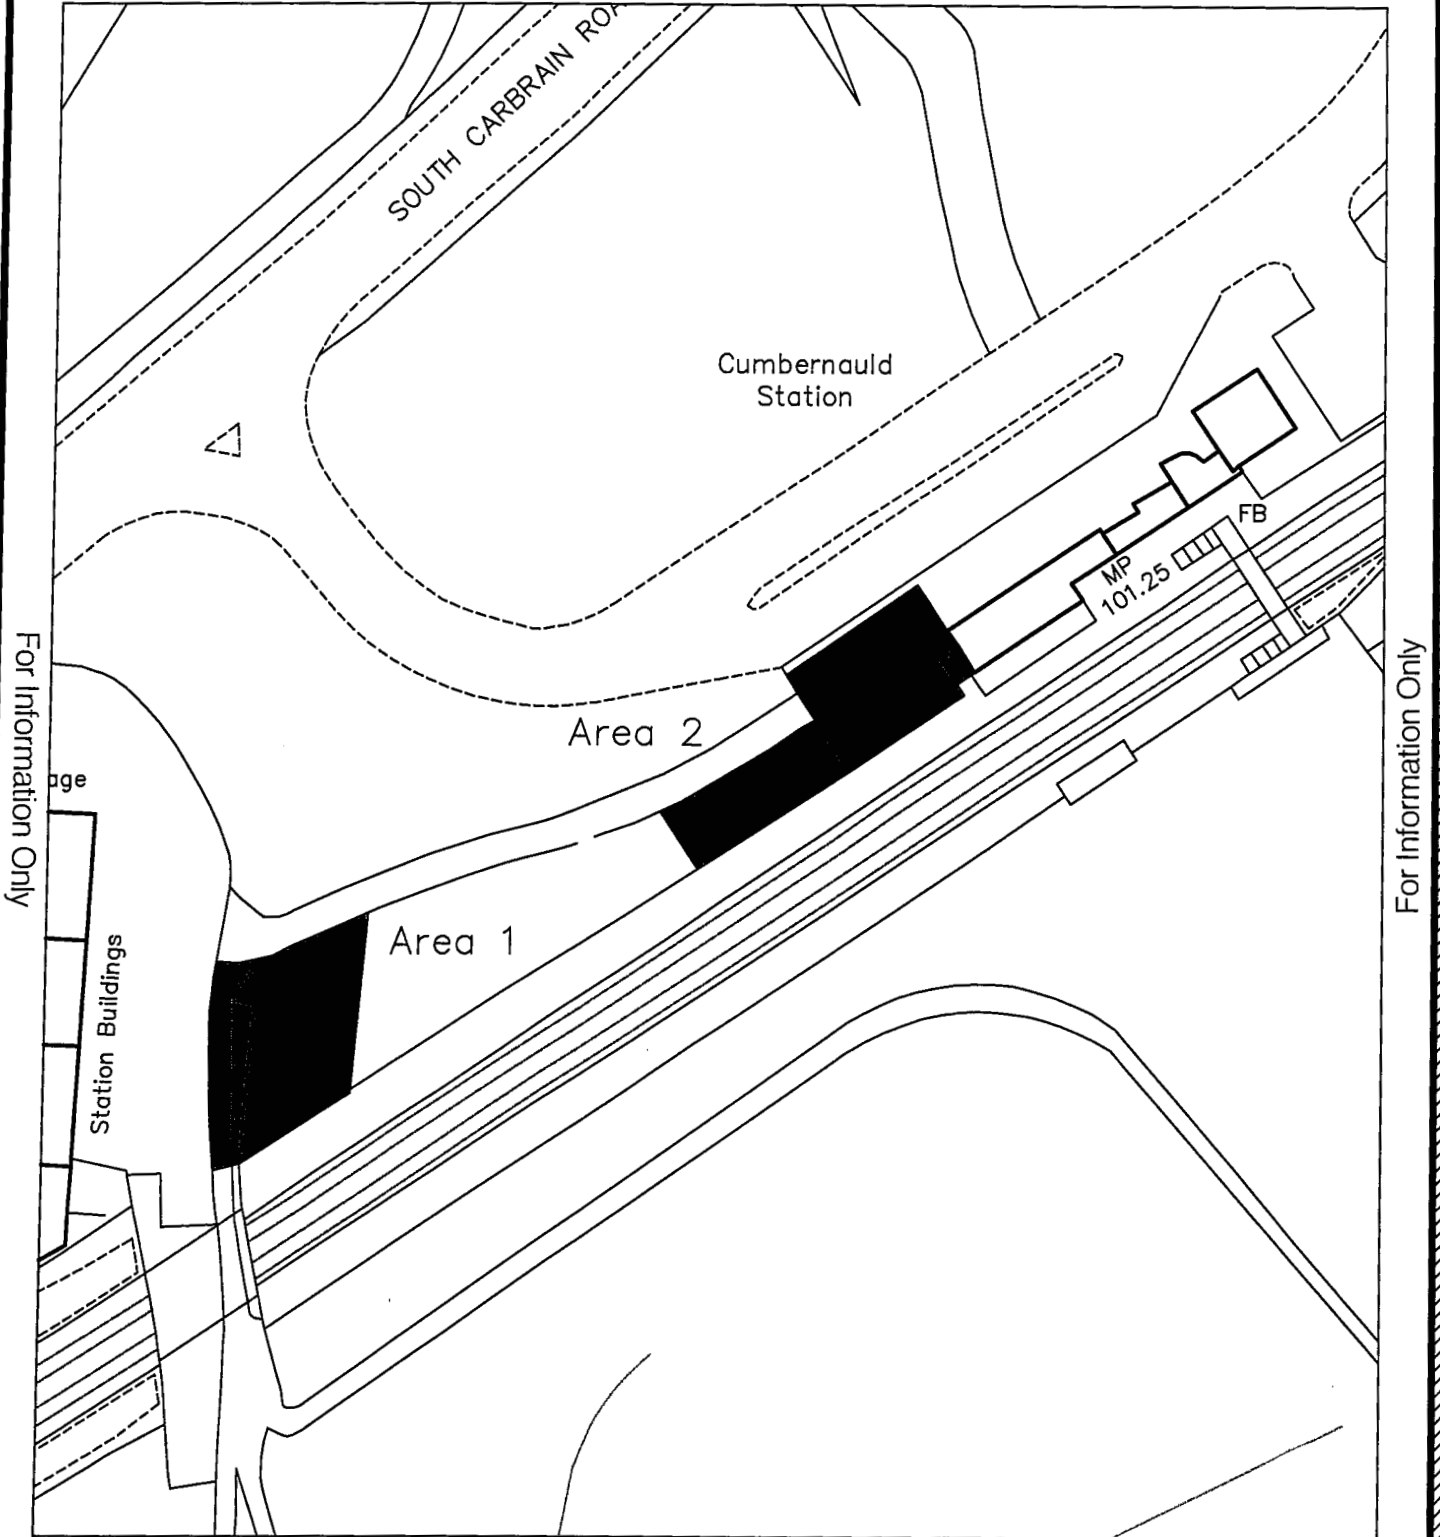 SOUTH CARBRAIN
Cumbernauld
Station
FB
MP
101.25
For Information Only
For Information Only
Area 2
age
Area 1
Station Buildings